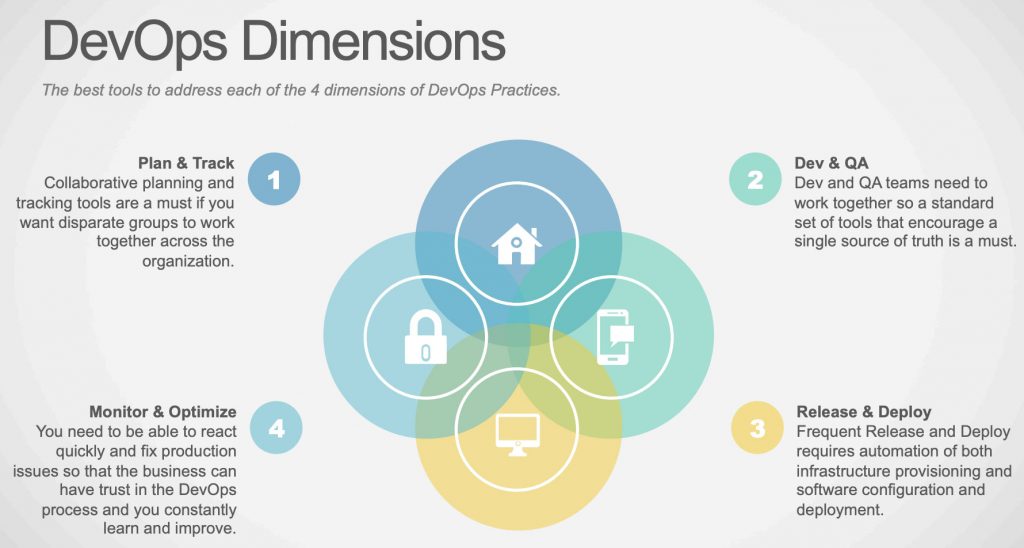 DevOps Dimensions
The best tools to address each of the 4 dimensions of DevOps Practices.
Plan & Track
Collaborative planning and
tracking tools are a must if you
want disparate groups to work
together across the
organization.
1
2
Dev & QA
Dev and QA teams need to
work together so a standard
set of tools that encourage a
single source of truth is a must.
Monitor & Optimize
You need to be able to react
quickly and fix production
issues so that the business can
have trust in the DevOps
process and you constantly
learn and improve.
4
3
Release & Deploy
Frequent Release and Deploy
requires automation of both
infrastructure provisioning and
software configuration and
deployment.